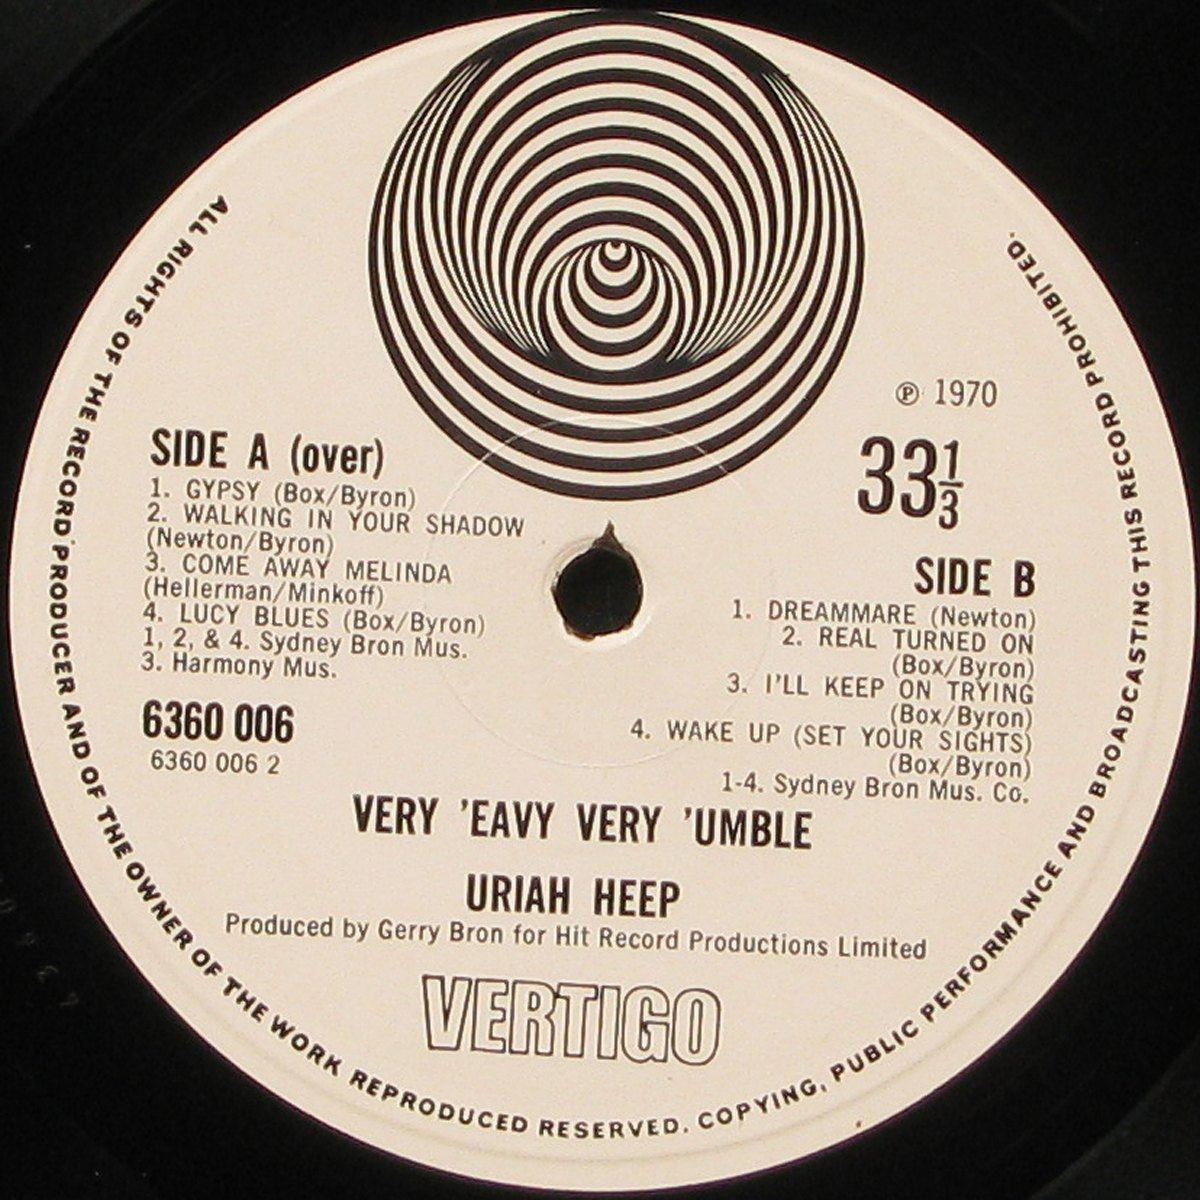 ℗ 1970
33 1/3
SIDE A (over)
1. GYPSY (Box/Byron)
2. WALKING IN YOUR SHADOW
(Newton/Byron)
3. COME AWAY MELINDA
(Hellerman/Minkoff)
4. LUCY BLUES (Box/Byron)
1, 2, & 4. Sydney Bron Mus.
3. Harmony Mus.
6360 006
6360 006 2
SIDE B
1. DREAMMARE (Newton)
2. REAL TURNED ON
(Box/Byron)
3. I'LL KEEP ON TRYING
(Box/Byron)
4. WAKE UP (SET YOUR SIGHTS)
(Box/Byron)
1-4. Sydney Bron Mus. Co.
VERY 'EAVY VERY 'UMBLE
URIAH HEEP
Produced by Gerry Bron for Hit Record Productions Limited
VERTIGO
ALL RIGHTS OF THE RECORD PRODUCER AND OF THE OWNER OF THE WORK REPRODUCED RESERVED. COPYING, PUBLIC PERFORMANCE AND BROADCASTING THIS RECORD PROHIBITED.